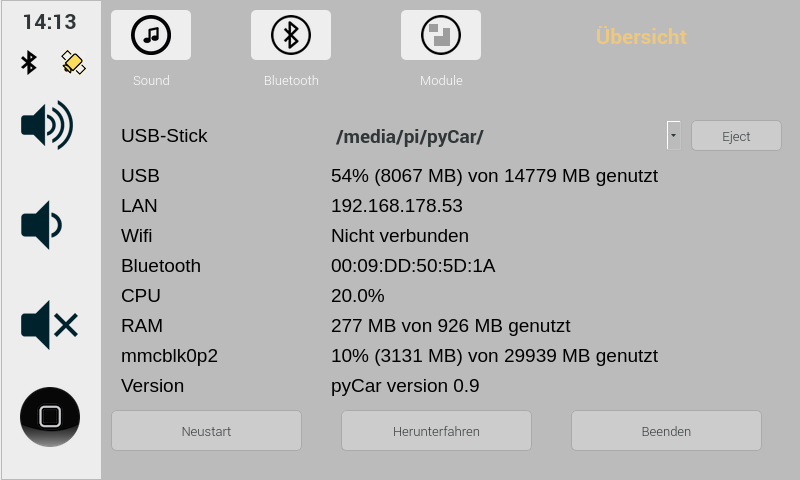 14:13
Sound
Bluetooth
Module
Übersicht
USB-Stick /media/pi/pyCar/ Eject
USB 54% (8067 MB) von 14779 MB genutzt
LAN 192.168.178.53
Wifi Nicht verbunden
Bluetooth 00:09:DD:50:5D:1A
CPU 20.0%
RAM 277 MB von 926 MB genutzt
mmcblk0p2 10% (3131 MB) von 29939 MB genutzt
Version pyCar version 0.9
Neustart Herunterfahren Beenden